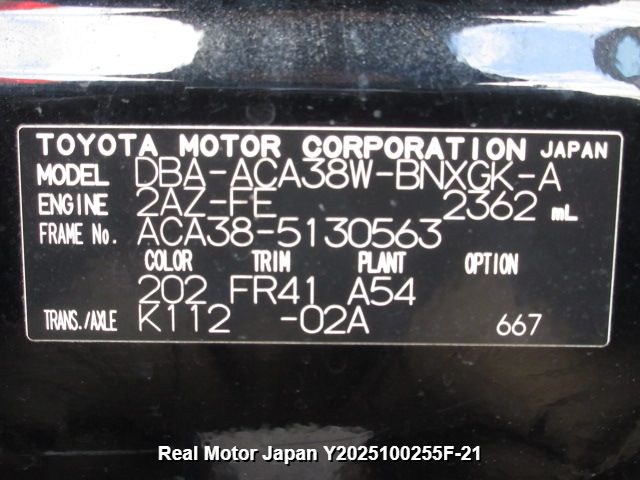 TOYOTA MOTOR CORPORATION JAPAN
MODEL DBA-ACA38W-BNXGK-A
ENGINE 2AZ-FE 2362 mL
FRAME No. ACA38-5130563
COLOR TRIM PLANT OPTION
202 FR41 A54
TRANS./AXLE K112 -02A 667
Real Motor Japan Y2025100255F-21